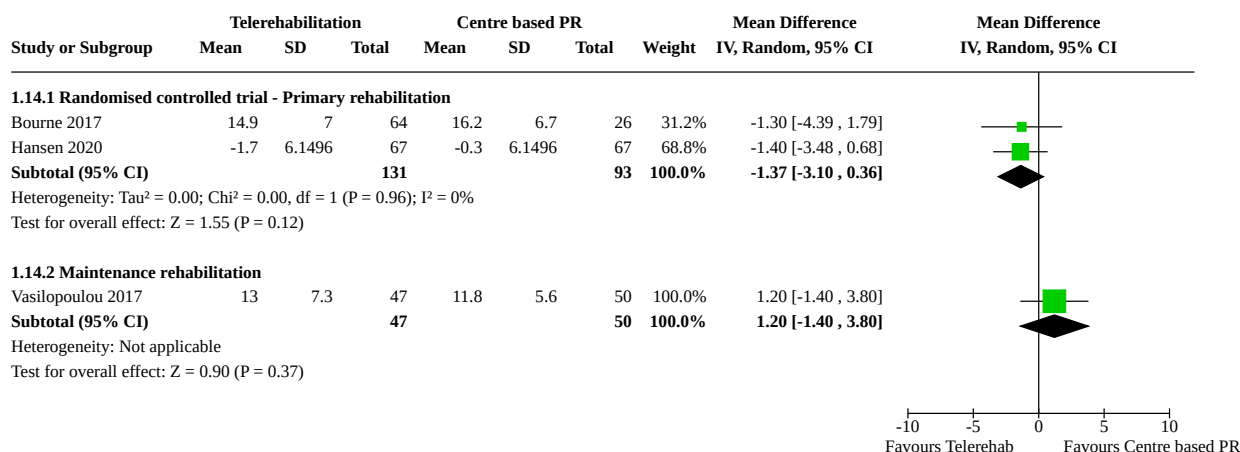 Telerehabilitation Centre based PR Mean Difference Mean Difference
Study or Subgroup Mean SD Total Mean SD Total Weight IV, Random, 95% CI IV, Random, 95% CI
1.14.1 Randomised controlled trial - Primary rehabilitation
Bourne 2017 14.9 7 64 16.2 6.7 26 31.2% -1.30 [-4.39 , 1.79]
Hansen 2020 -1.7 6.1496 67 -0.3 6.1496 67 68.8% -1.40 [-3.48 , 0.68]
Subtotal (95% CI) 131 93 100.0% -1.37 [-3.10 , 0.36]
Heterogeneity: Tau² = 0.00; Chi² = 0.00, df = 1 (P = 0.96); I² = 0%
Test for overall effect: Z = 1.55 (P = 0.12)
1.14.2 Maintenance rehabilitation
Vasilopoulou 2017 13 7.3 47 11.8 5.6 50 100.0% 1.20 [-1.40 , 3.80]
Subtotal (95% CI) 47 50 100.0% 1.20 [-1.40 , 3.80]
Heterogeneity: Not applicable
Test for overall effect: Z = 0.90 (P = 0.37)
-10 -5 0 5 10
Favours Telerehab Favours Centre based PR